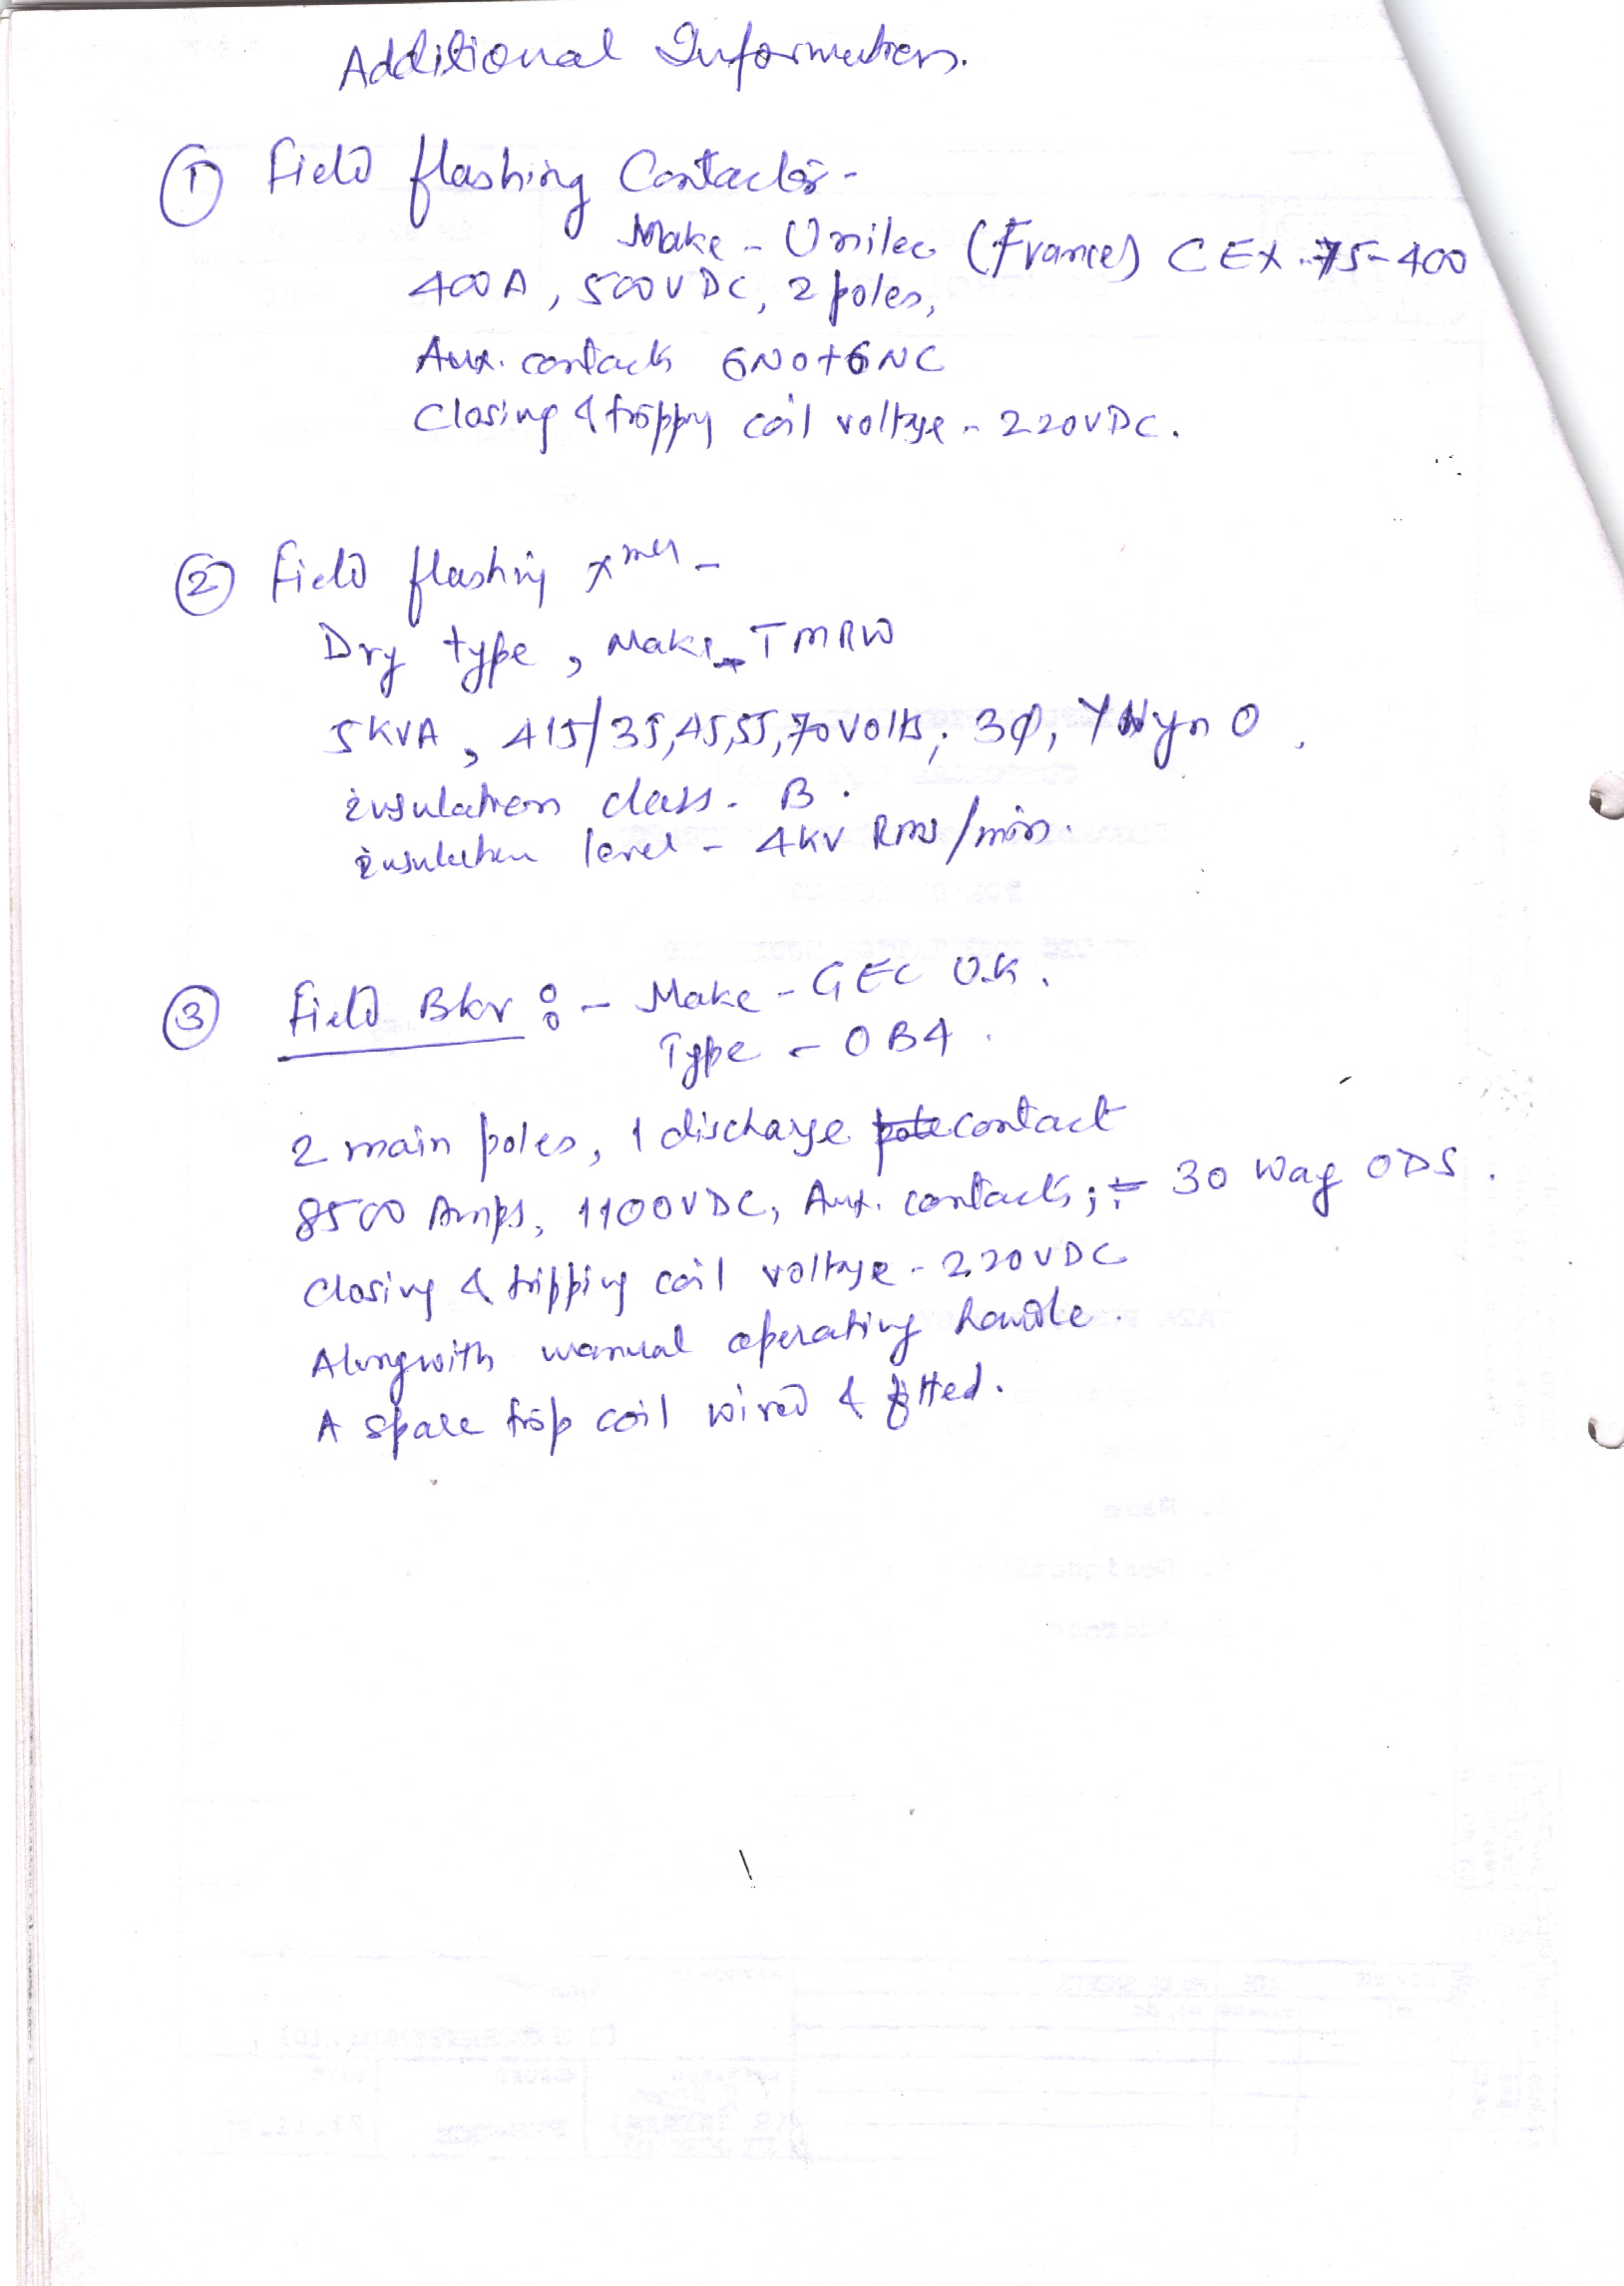 Additional Information.
① Field flashing Contactor-
Make - Unilec (France) CEX 75-400
400A, 500VDC, 2 poles,
Aux. contacts 6NO+6NC
Closing & tripping coil voltage - 220VDC.
② Field flashing xmer -
Dry type, Make - TMRW
5KVA, 415/35,45,55,70 volts, 3Ø, YNyn0,
insulation class - B.
insulation level - 4KV RMS/min.
③ Field Bkr :- Make - GEC U.K.
Type - OB4.
2 main poles, 1 discharge pole contact
8500 Amps, 1100VDC, Aux. contacts ;- 30 way ODS.
Closing & tripping coil voltage - 220VDC
Alongwith manual operating handle.
A spare trip coil wired & fitted.